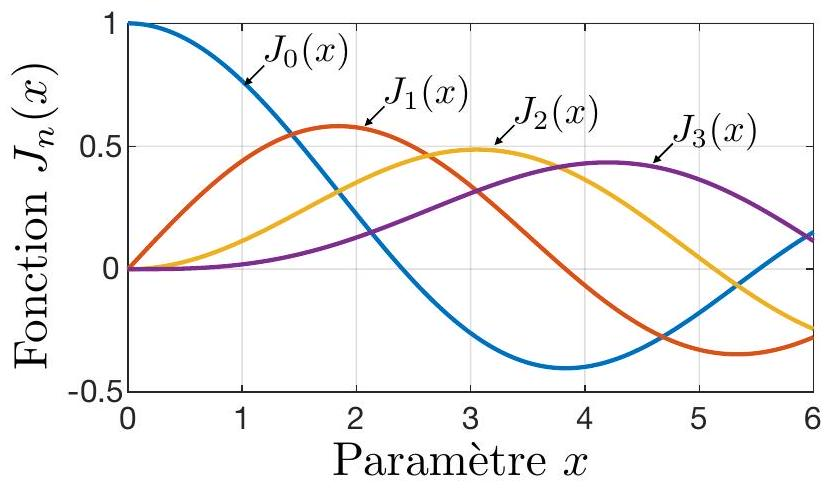 Fonction $J_n(x)$
1
0.5
0
-0.5
$J_0(x)$
$J_1(x)$
$J_2(x)$
$J_3(x)$
0 1 2 3 4 5 6
Paramètre $x$